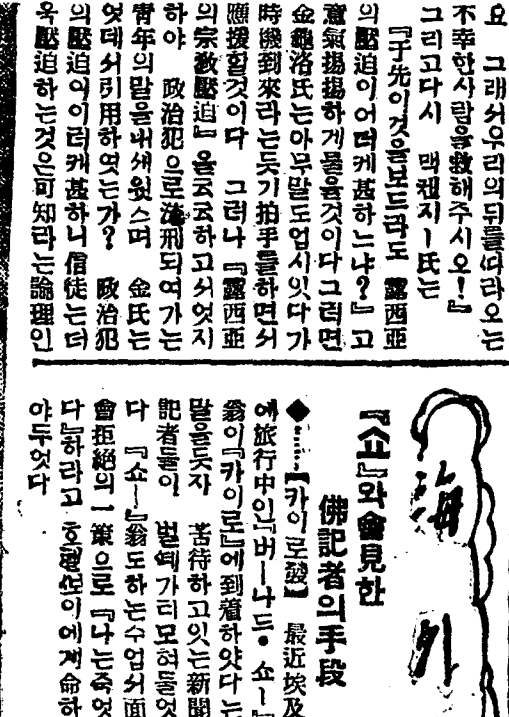 요 그래서우리의뒤를따라오는
不幸한사람을救해주시오!』
그리고다시 맥켄지ー氏는
『于先이것을보드라도 露西亞
의壓迫이어떠케甚하느냐?』고
意氣揚揚하게물을것이다그러면
金龜洛氏는아무말도업시잇다가
時機到來라는듯기拍手를하면서
應援할것이다 그러나『露西亞
의宗敎壓迫』을云云하고서엇지
하야 政治犯으로 刑되여가는
靑年의말을내세웟스며 金氏는
엇데서引用하엿는가? 政治犯
의壓迫이이러케甚하니信徒는더
욱壓迫하는것은可知라는論理인
海外
『쇼』와會見한
佛記者의手段
◆……【카이로發】 最近埃及
에旅行中인『버ー나드•쇼ー』
翁이『카이로』에到着하얏다는
말을듯자 苦待하고잇는新聞
記者들이 벌떼가티모혀들엇
다 『쇼ー』翁도하는수업서面
會拒絶의一策으로『나는죽엇
다』하라고 호텔뽀이에게命하
야두엇다